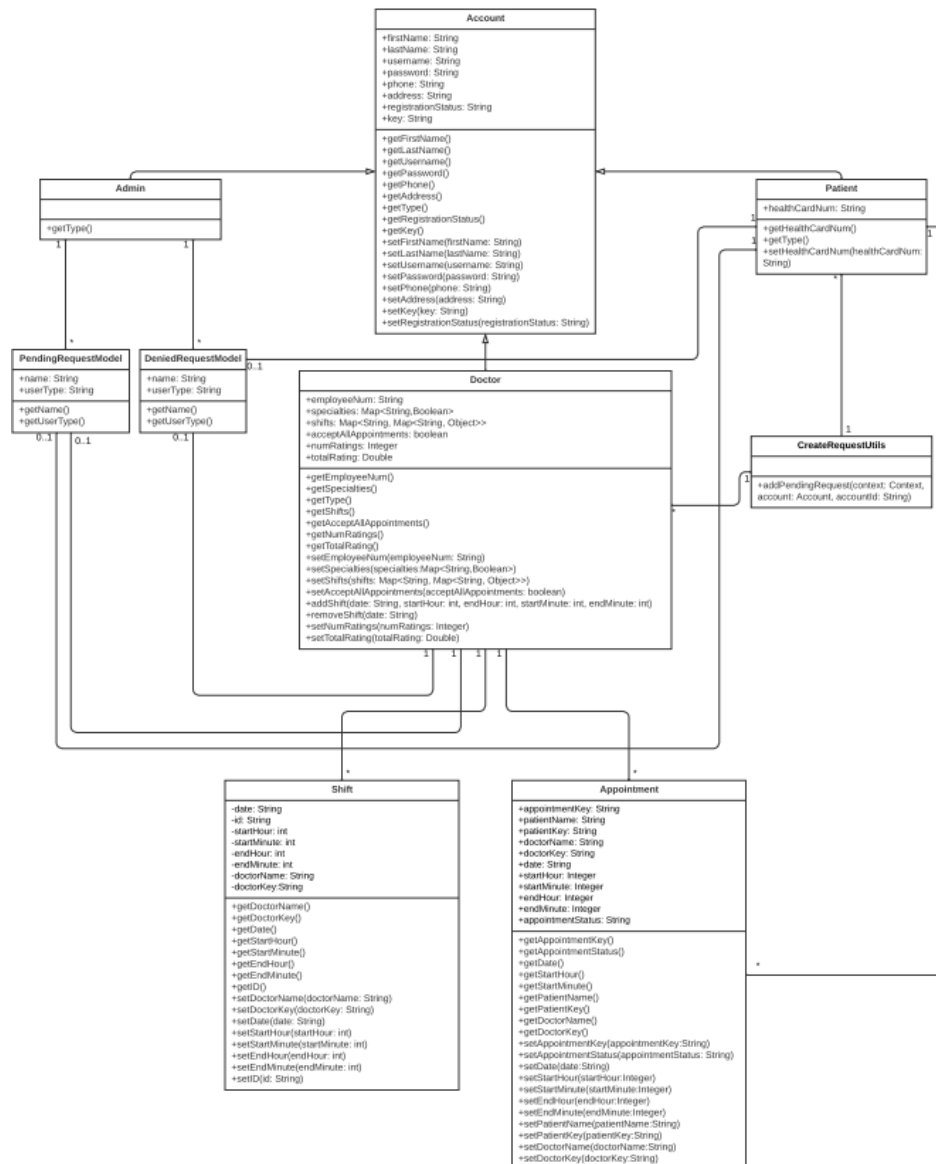 Account
+firstName: String
+lastName: String
+username: String
+password: String
+phone: String
+address: String
+registrationStatus: String
+key: String
+getFirstName()
+getLastName()
+getUsername()
+getPassword()
+getPhone()
+getAddress()
+getType()
+getRegistrationStatus()
+getKey()
+setFirstName(firstName: String)
+setLastName(lastName: String)
+setUsername(username: String)
+setPassword(password: String)
+setPhone(phone: String)
+setAddress(address: String)
+setKey(key: String)
+setRegistrationStatus(registrationStatus: String)
Admin
+getType()
1
1
Patient
+healthCardNum: String
+getHealthCardNum()
+getType()
+setHealthCardNum(healthCardNum:
String)
1
1
1
*
*
*
PendingRequestModel
+name: String
+userType: String
+getName()
+getUserType()
0..1
0..1
DeniedRequestModel
+name: String
+userType: String
+getName()
+getUserType()
0..1
0..1
Doctor
+employeeNum: String
+specialties: Map<String,Boolean>
+shifts: Map<String, Map<String, Object>>
+acceptAllAppointments: boolean
+numRatings: Integer
+totalRating: Double
+getEmployeeNum()
+getSpecialties()
+getType()
+getShifts()
+getAcceptAllAppointments()
+getNumRatings()
+getTotalRating()
+setEmployeeNum(employeeNum: String)
+setSpecialties(specialties:Map<String,Boolean>)
+setShifts(shifts: Map<String, Map<String, Object>>)
+setAcceptAllAppointments(acceptAllAppointments: boolean)
+addShift(date: String, startHour: int, endHour: int, startMinute: int, endMinute: int)
+removeShift(date: String)
+setNumRatings(numRatings: Integer)
+setTotalRating(totalRating: Double)
1
1
1
1
*
1
1
CreateRequestUtils
+addPendingRequest(context: Context,
account: Account, accountId: String)
*
Shift
-date: String
-id: String
-startHour: int
-startMinute: int
-endHour: int
-endMinute: int
-doctorName: String
-doctorKey:String
+getDoctorName()
+getDoctorKey()
+getDate()
+getStartHour()
+getStartMinute()
+getEndHour()
+getEndMinute()
+getID()
+setDoctorName(doctorName: String)
+setDoctorKey(doctorKey: String)
+setDate(date: String)
+setStartHour(startHour: int)
+setStartMinute(startMinute: int)
+setEndHour(endHour: int)
+setEndMinute(endMinute: int)
+setID(id: String)
*
Appointment
+appointmentKey: String
+patientName: String
+patientKey: String
+doctorName: String
+doctorKey: String
+date: String
+startHour: Integer
+startMinute: Integer
+endHour: Integer
+endMinute: Integer
+appointmentStatus: String
+getAppointmentKey()
+getAppointmentStatus()
+getDate()
+getStartHour()
+getStartMinute()
+getPatientName()
+getPatientKey()
+getDoctorName()
+getDoctorKey()
+setAppointmentKey(appointmentKey:String)
+setAppointmentStatus(appointmentStatus: String)
+setDate(date:String)
+setStartHour(startHour:Integer)
+setStartMinute(startMinute:Integer)
+setEndHour(endHour:Integer)
+setEndMinute(endMinute:Integer)
+setPatientName(patientName:String)
+setPatientKey(patientKey:String)
+setDoctorName(doctorName:String)
+setDoctorKey(doctorKey:String)
*